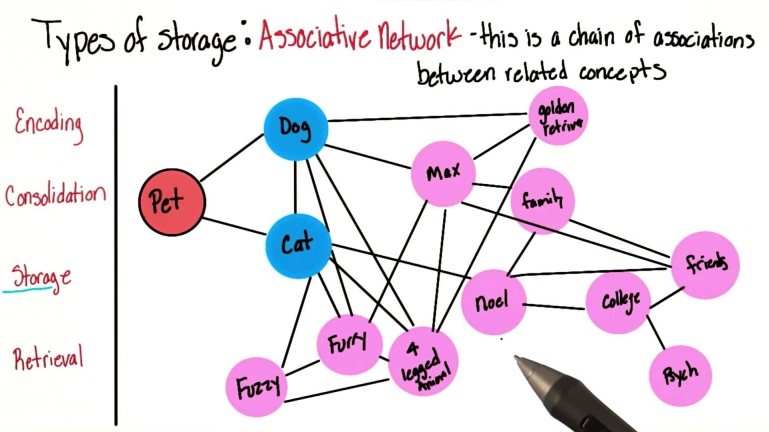 Types of storage: Associative Network - this is a chain of associations
between related concepts
Encoding
Consolidation
Storage
Retrieval
Pet
Dog
Cat
golden
retriver
Max
family
friends
Noel
College
Psych
Furry
4
legged
Animal
Fuzzy